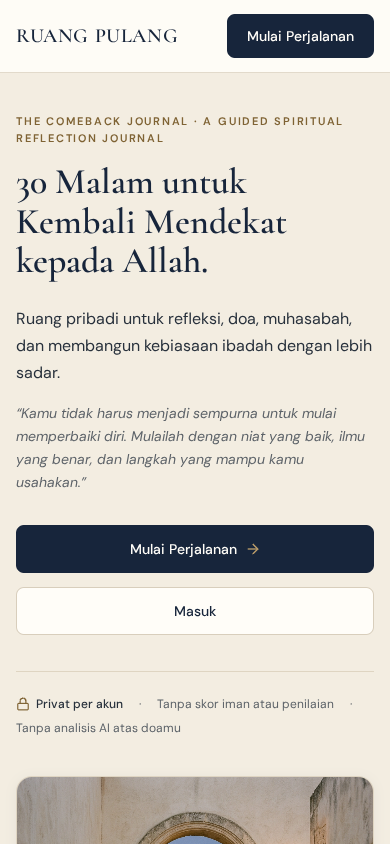 RUANG PULANG
Mulai Perjalanan
THE COMEBACK JOURNAL · A GUIDED SPIRITUAL
REFLECTION JOURNAL
30 Malam untuk
Kembali Mendekat
kepada Allah.
Ruang pribadi untuk refleksi, doa, muhasabah,
dan membangun kebiasaan ibadah dengan lebih
sadar.
“Kamu tidak harus menjadi sempurna untuk mulai
memperbaiki diri. Mulailah dengan niat yang baik, ilmu
yang benar, dan langkah yang mampu kamu
usahakan.”
Mulai Perjalanan →
Masuk
Privat per akun · Tanpa skor iman atau penilaian ·
Tanpa analisis AI atas doamu